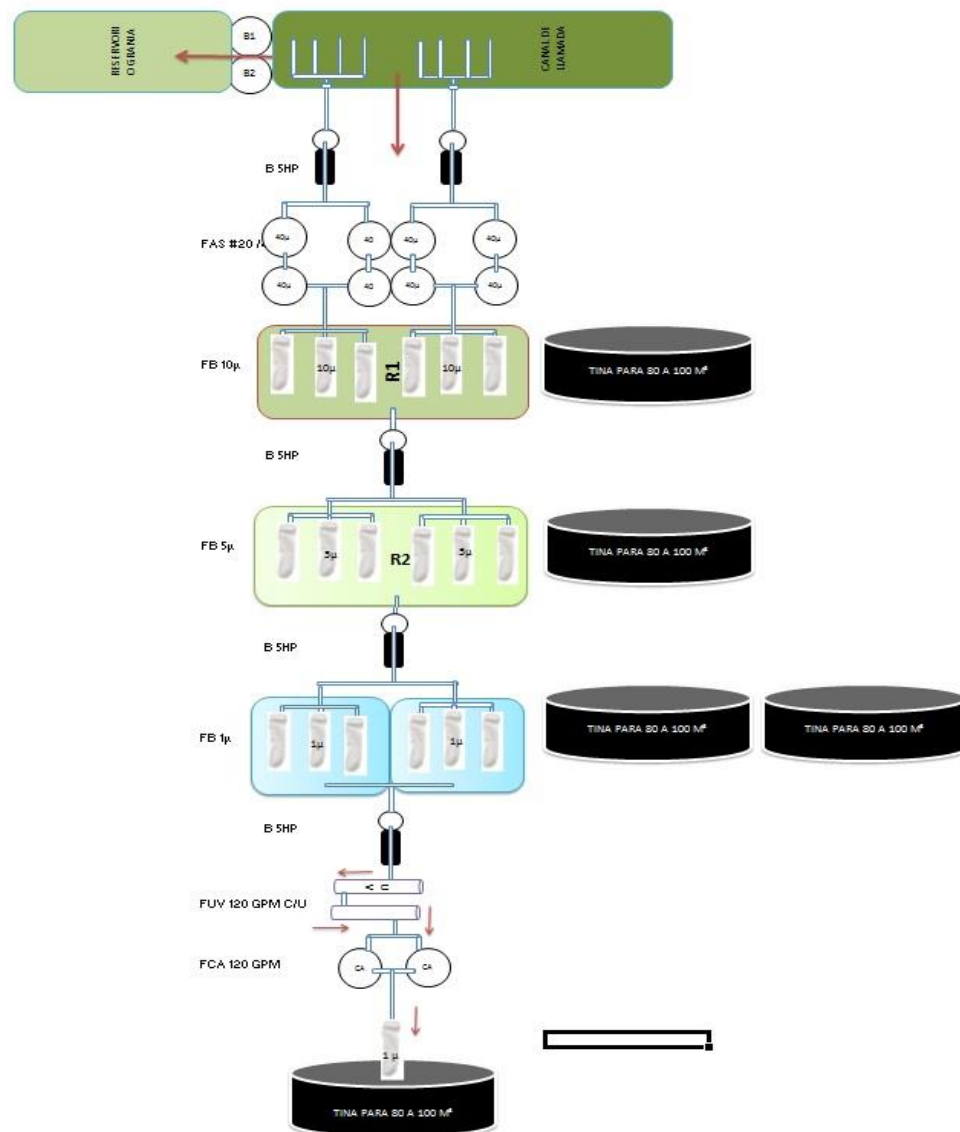 RESERVORI
O GRANJA
B1
B2
CANAL DE
LLAMADA
B 5HP
FAS #20 /
40µ
40
40µ
40µ
40µ
40
40µ
40µ
FB 10µ
10µ
R1
10µ
TINA PARA 80 A 100 M³
B 5HP
FB 5µ
5µ
R2
5µ
TINA PARA 80 A 100 M³
B 5HP
FB 1µ
1µ
1µ
TINA PARA 80 A 100 M³
TINA PARA 80 A 100 M³
B 5HP
U V
FUV 120 GPM C/U
FCA 120 GPM
CA
CA
1 µ
TINA PARA 80 A 100 M³